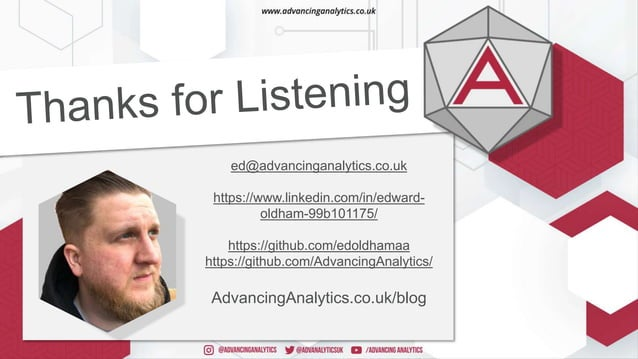 www.advancinganalytics.co.uk
A
Thanks for Listening
ed@advancinganalytics.co.uk
https://www.linkedin.com/in/edward-
oldham-99b101175/
https://github.com/edoldhamaa
https://github.com/AdvancingAnalytics/
AdvancingAnalytics.co.uk/blog
@ADVANCINGANALYTICS @ADVANALYTICSUK /ADVANCING ANALYTICS